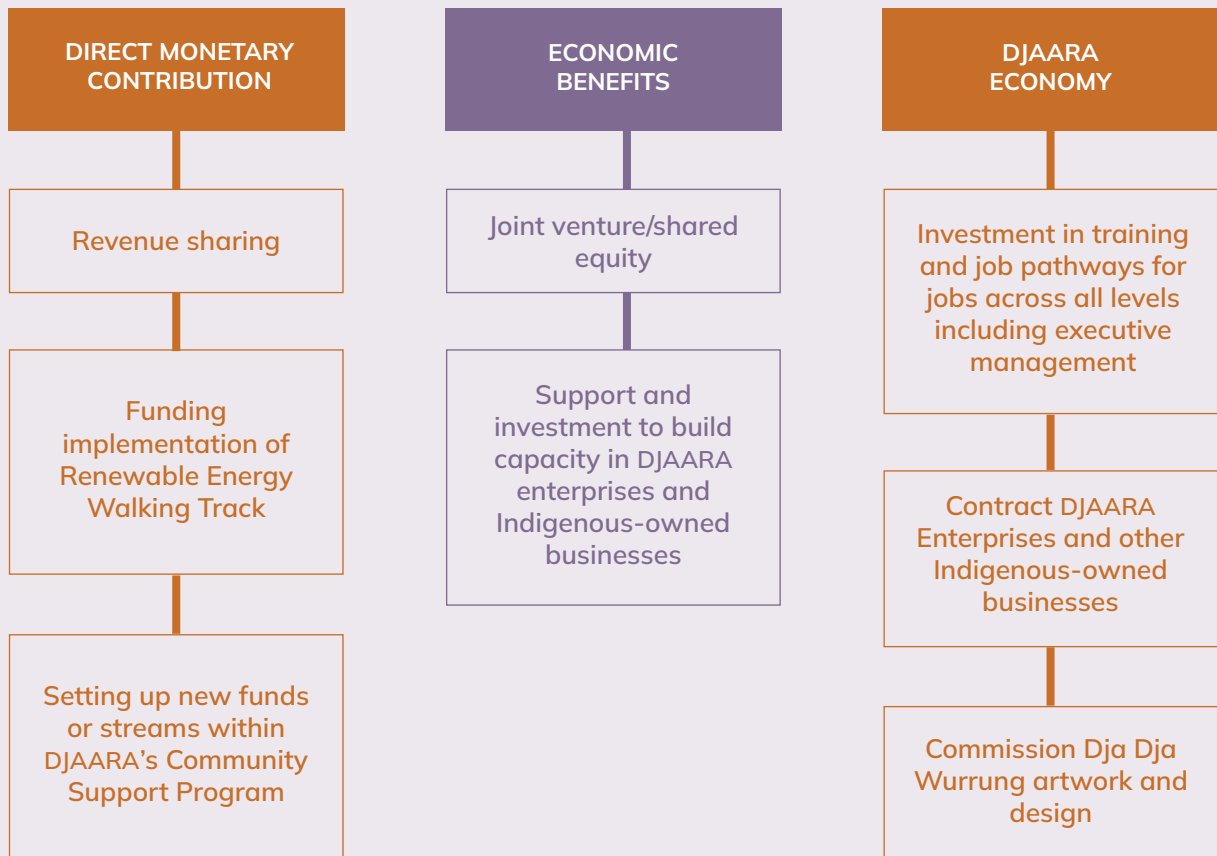 DIRECT MONETARY
CONTRIBUTION
Revenue sharing
Funding
implementation of
Renewable Energy
Walking Track
Setting up new funds
or streams within
DJAARA’s Community
Support Program
ECONOMIC
BENEFITS
Joint venture/shared
equity
Support and
investment to build
capacity in DJAARA
enterprises and
Indigenous-owned
businesses
DJAARA
ECONOMY
Investment in training
and job pathways for
jobs across all levels
including executive
management
Contract DJAARA
Enterprises and other
Indigenous-owned
businesses
Commission Dja Dja
Wurrung artwork and
design